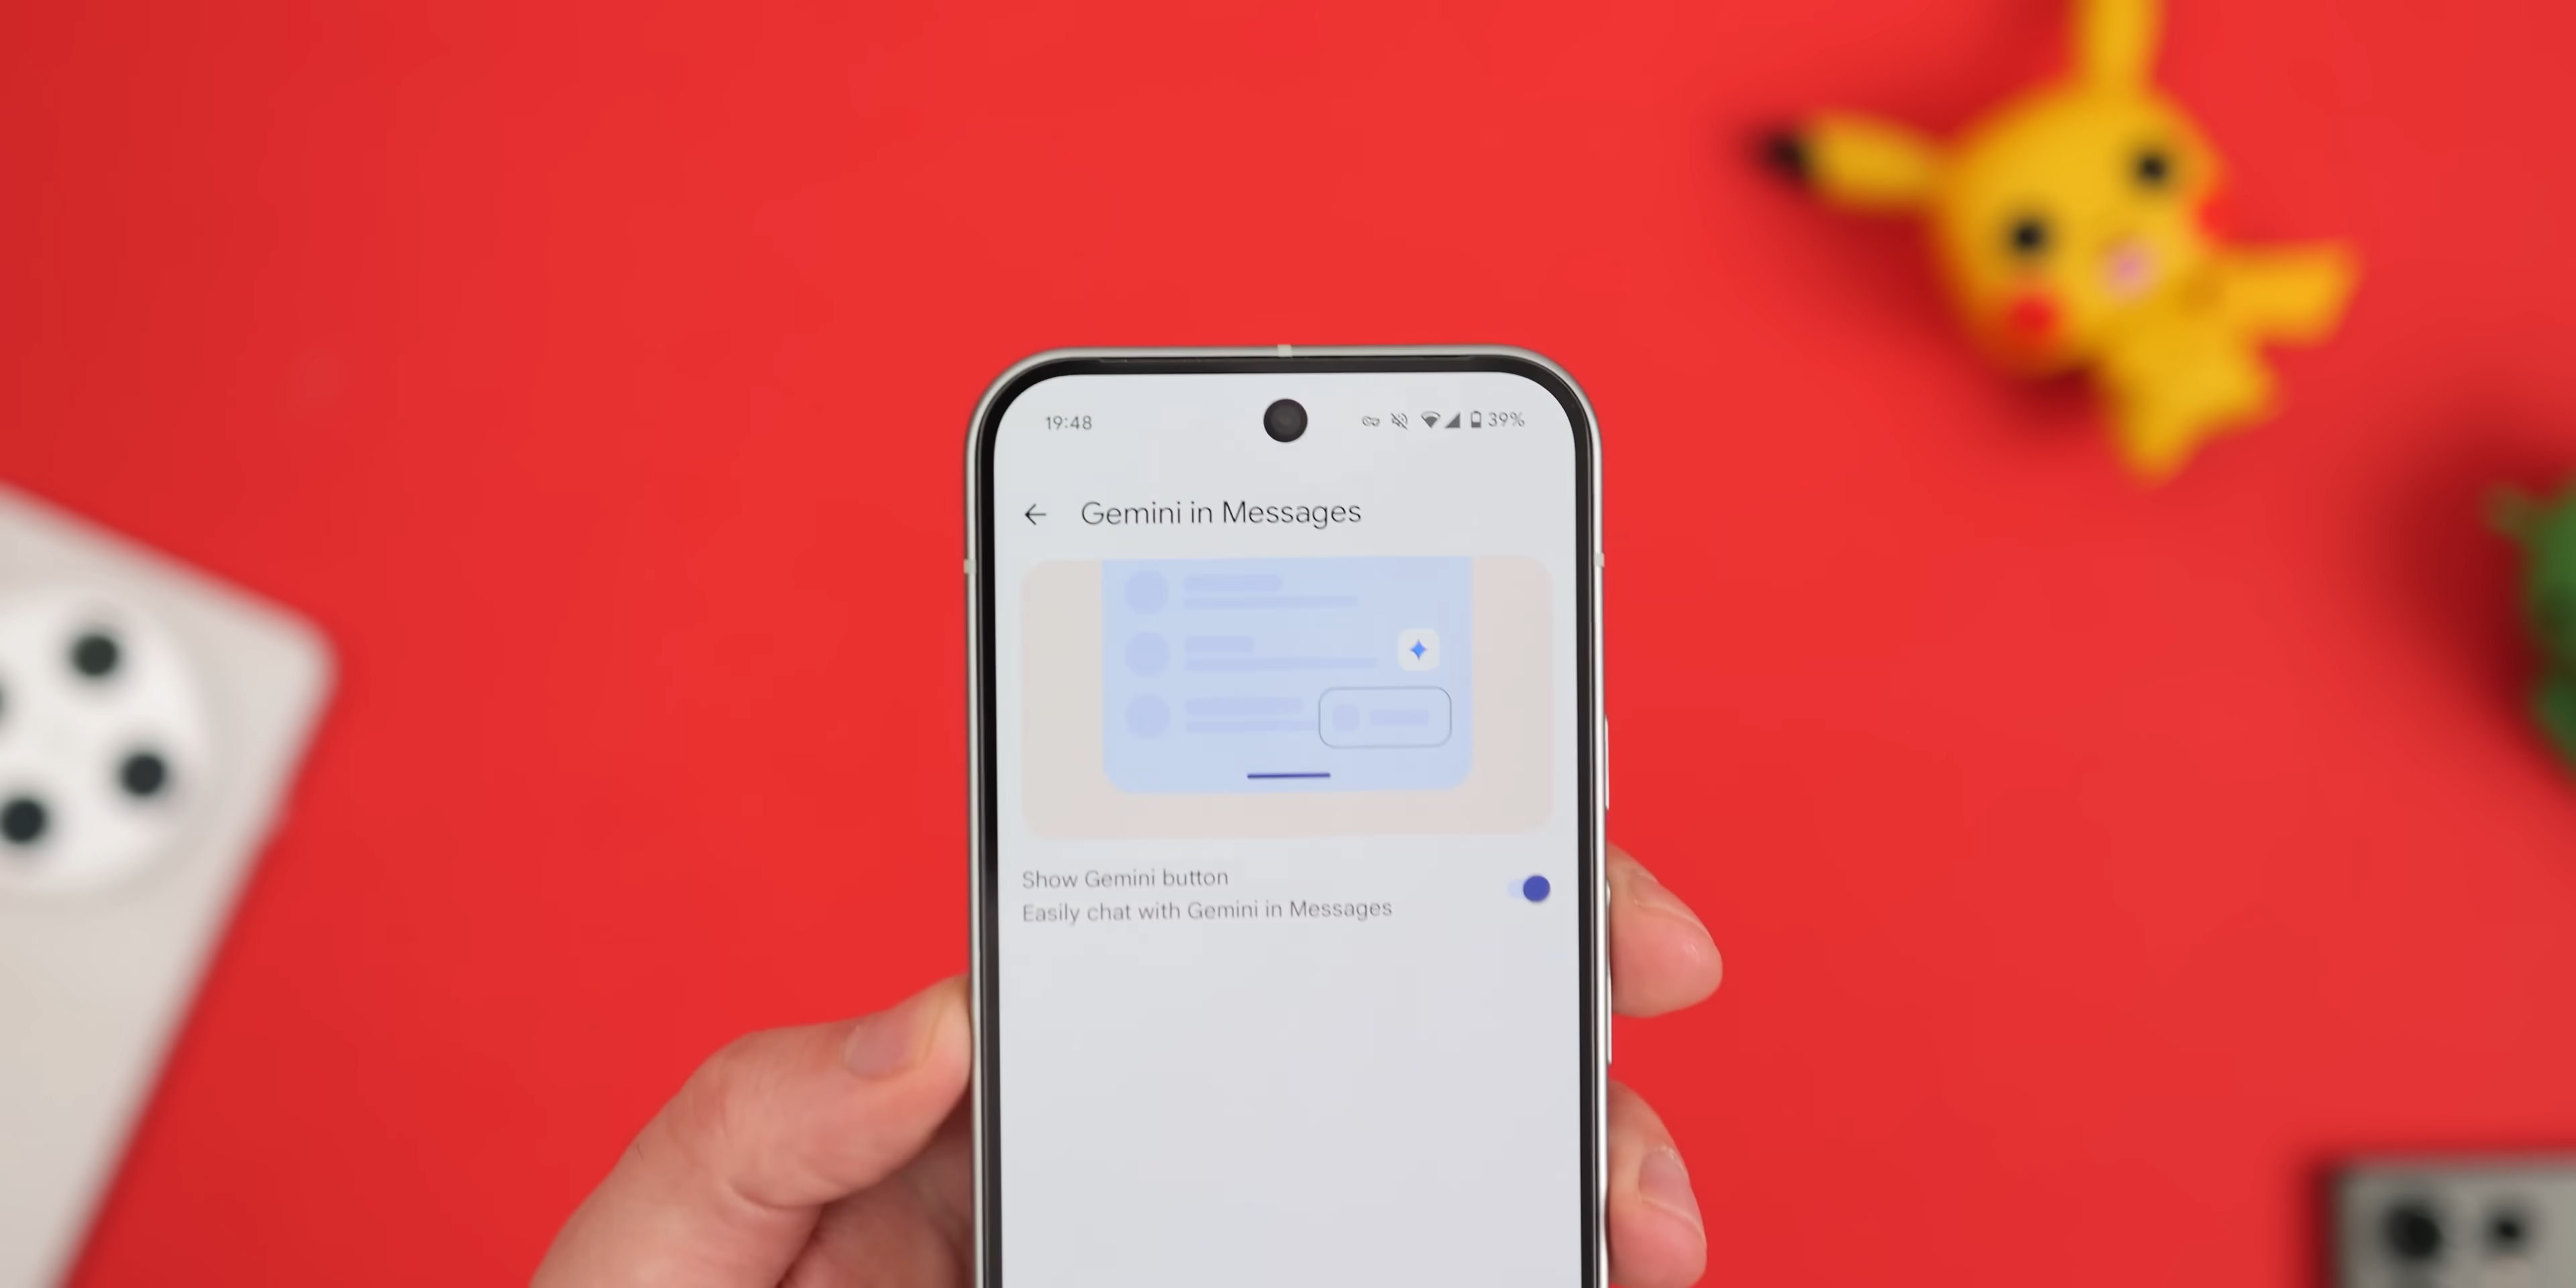 19:48
39%
Gemini in Messages
Show Gemini button
Easily chat with Gemini in Messages